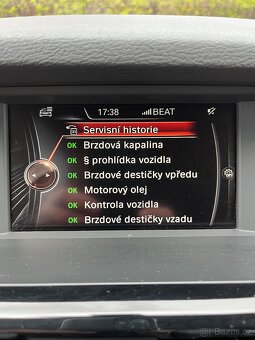 17:38 BEAT
Servisní historie
OK Brzdová kapalina
OK § prohlídka vozidla
OK Brzdové destičky vpředu
OK Motorový olej
OK Kontrola vozidla
OK Brzdové destičky vzadu
Bazoš.cz